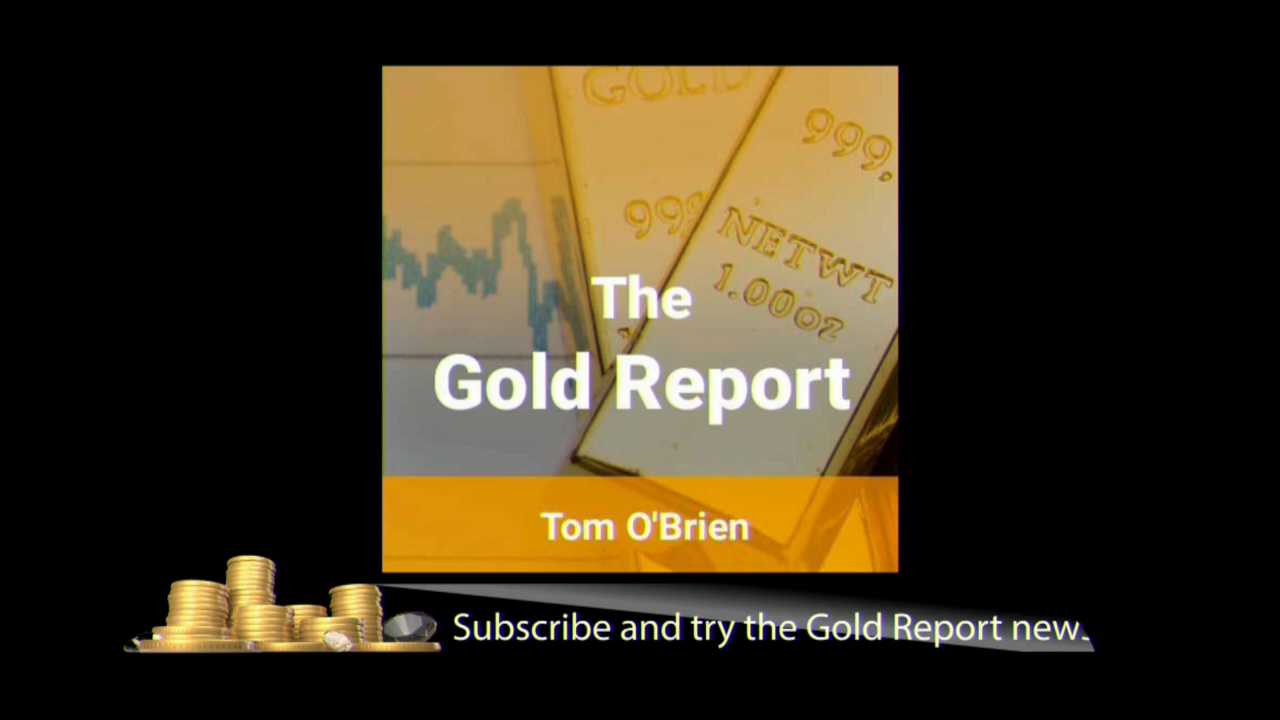 GOLD
999.
999
NETWT
1.00oz
The
Gold Report
Tom O'Brien
Subscribe and try the Gold Report new